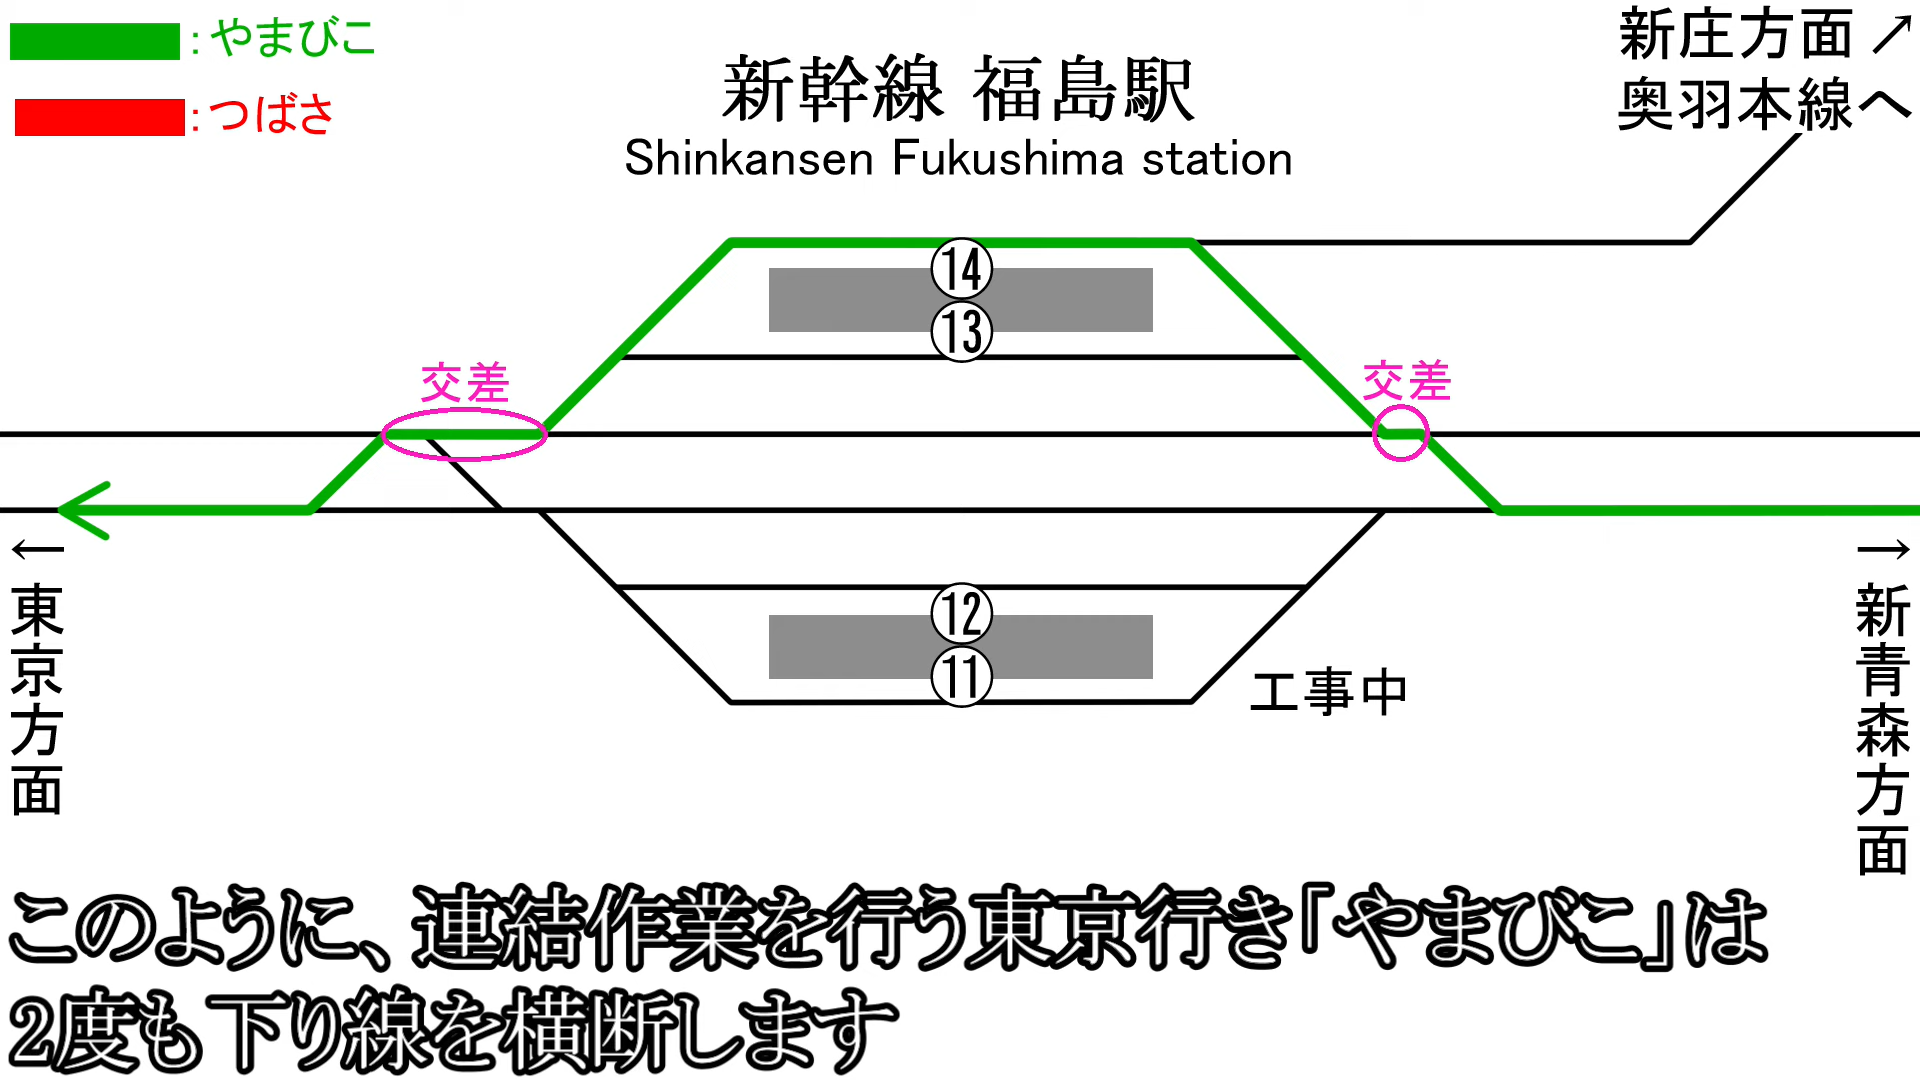 :やまびこ
:つばさ
新幹線 福島駅
Shinkansen Fukushima station
新庄方面↗
奥羽本線へ
14
13
交差
交差
←東京方面
→新青森方面
12
11
工事中
このように、連結作業を行う東京行き「やまびこ」は
2度も下り線を横断します